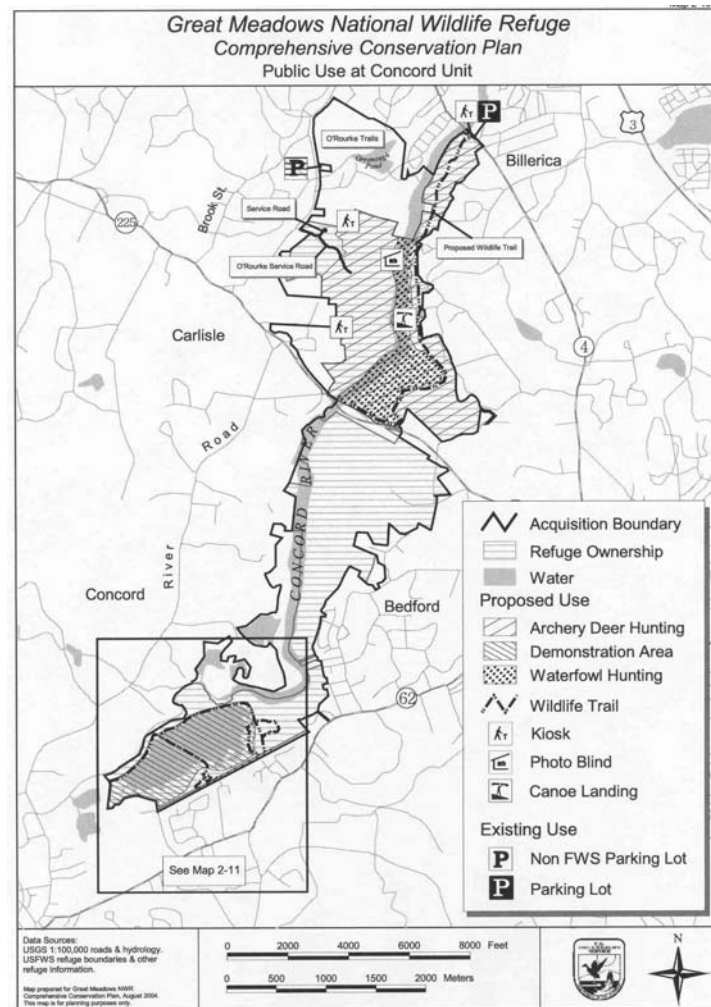 Great Meadows National Wildlife Refuge
Comprehensive Conservation Plan
Public Use at Concord Unit
O'Rourke Trails
P
P
Billerica
3
Brook St.
225
Service Road
Proposed Wildlife Trail
O'Rourke Service Road
Carlisle
4
Road
River
CONCORD RIVER
Concord
Bedford
62
See Map 2-11
Acquisition Boundary
Refuge Ownership
Water
Proposed Use
Archery Deer Hunting
Demonstration Area
Waterfowl Hunting
Wildlife Trail
Kiosk
Photo Blind
Canoe Landing
Existing Use
P Non FWS Parking Lot
P Parking Lot
Data Sources:
USGS 1:100,000 roads & hydrology.
USFWS refuge boundaries & other
refuge information.
Map prepared for Great Meadows NWR
Comprehensive Conservation Plan, August 2004.
This map is for planning purposes only.
0 2000 4000 6000 8000 Feet
0 500 1000 1500 2000 Meters
N